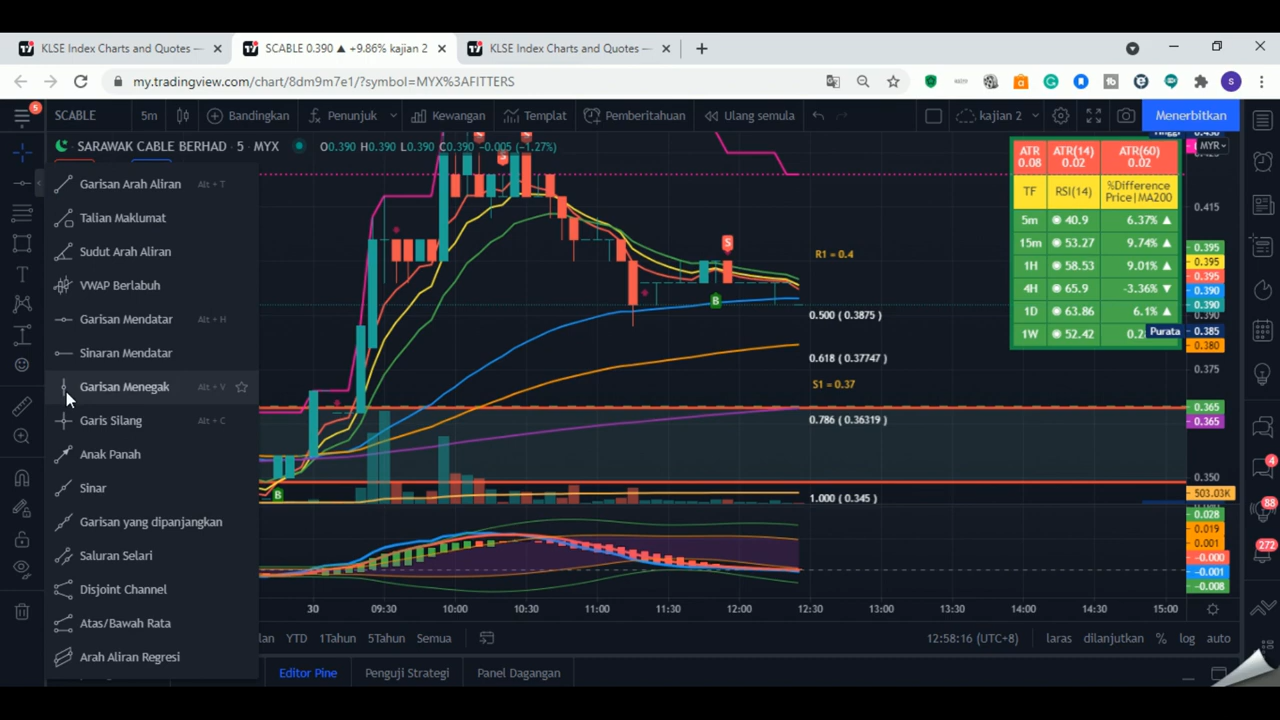 KLSE Index Charts and Quotes —
SCABLE 0.390 ▲ +9.86% kajian 2
KLSE Index Charts and Quotes —
my.tradingview.com/chart/8dm9m7e1/?symbol=MYX%3AFITTERS
S
5
SCABLE
5m
Bandingkan
Penunjuk
Kewangan
Templat
Pemberitahuan
Ulang semula
kajian 2
Menerbitkan
SARAWAK CABLE BERHAD · 5 · MYX
O0.390 H0.390 L0.390 C0.390 -0.005 (-1.27%)
Garisan Arah Aliran Alt + T
Talian Maklumat
Sudut Arah Aliran
VWAP Berlabuh
Garisan Mendatar Alt + H
Sinaran Mendatar
Garisan Menegak Alt + V
Garis Silang Alt + C
Anak Panah
Sinar
Garisan yang dipanjangkan
Saluran Selari
Disjoint Channel
Atas/Bawah Rata
Arah Aliran Regresi
S
S
B
B
R1 = 0.4
0.500 ( 0.3875 )
0.618 ( 0.37747 )
S1 = 0.37
0.786 ( 0.36319 )
1.000 ( 0.345 )
ATR ATR(14) ATR(60)
0.08 0.02 0.02
TF RSI(14) %Difference
Price|MA200
5m ◉ 40.9 6.37% ▲
15m ◉ 53.27 9.74% ▲
1H ◉ 58.53 9.01% ▲
4H ◉ 65.9 -3.36% ▼
1D ◉ 63.86 6.1% ▲
1W ◉ 52.42
Purata
Tinggi
MYR
0.415
0.395
0.395
0.395
0.390
0.390
0.390
0.385
0.380
0.375
0.365
0.365
0.350
503.03K
0.028
0.019
0.001
-0.000
-0.001
-0.008
4
88
272
30 09:30 10:00 10:30 11:00 11:30 12:00 12:30 13:00 13:30 14:00 14:30 15:00
YTD 1Tahun 5Tahun Semua
12:58:16 (UTC+8) laras dilanjutkan % log auto
Editor Pine Penguji Strategi Panel Dagangan